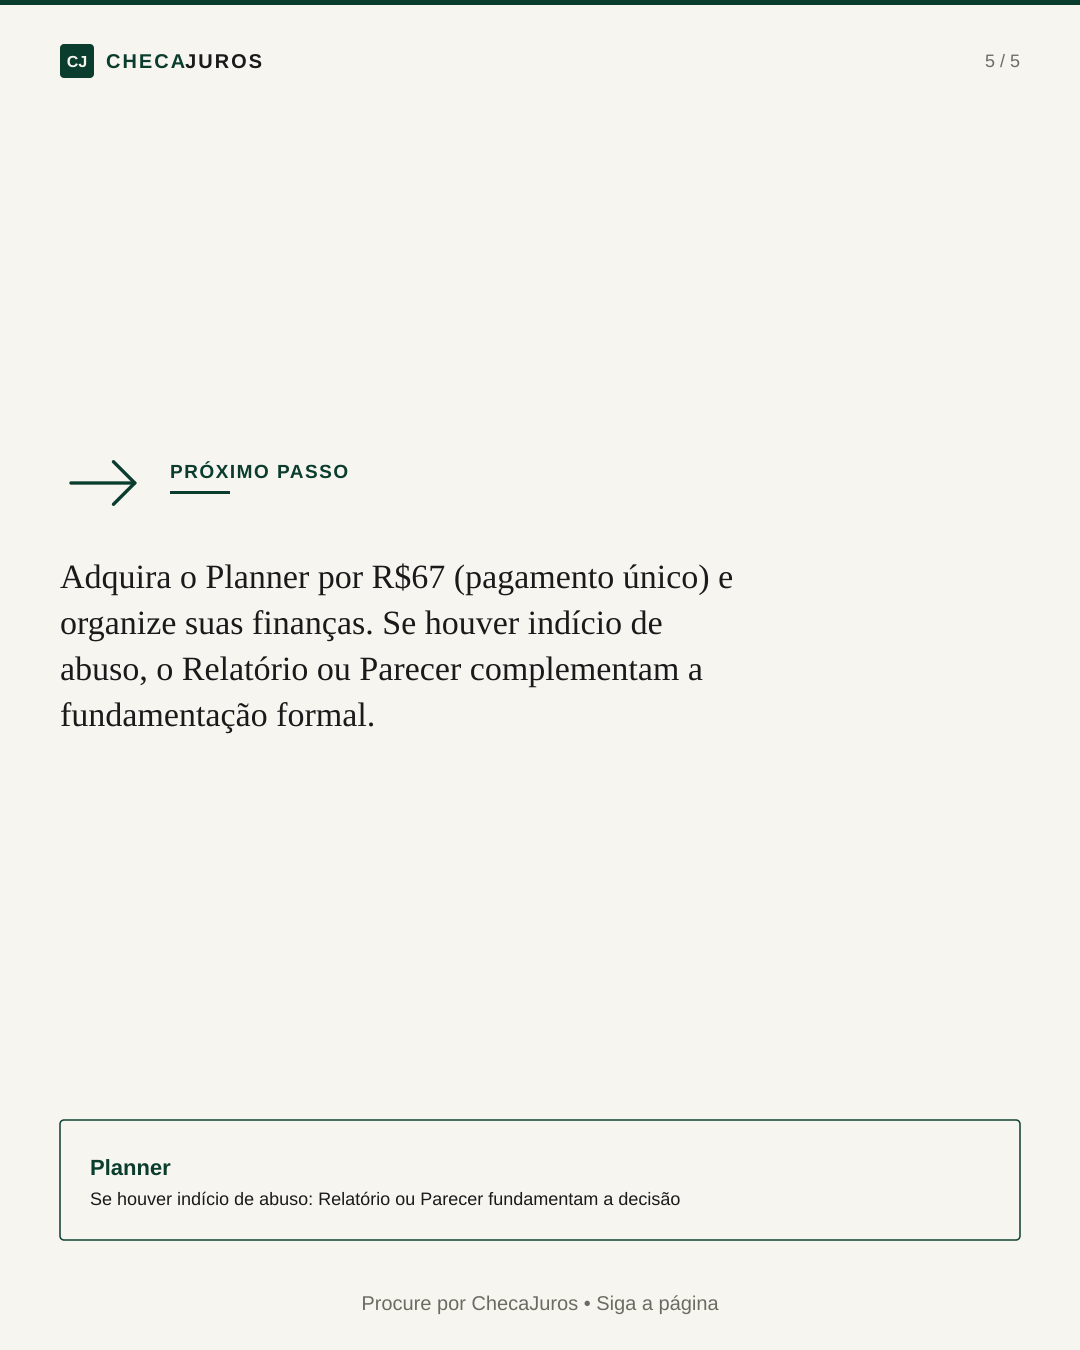 CJ CHECAJUROS
5 / 5
PRÓXIMO PASSO
Adquira o Planner por R$67 (pagamento único) e
organize suas finanças. Se houver indício de
abuso, o Relatório ou Parecer complementam a
fundamentação formal.
Planner
Se houver indício de abuso: Relatório ou Parecer fundamentam a decisão
Procure por ChecaJuros • Siga a página